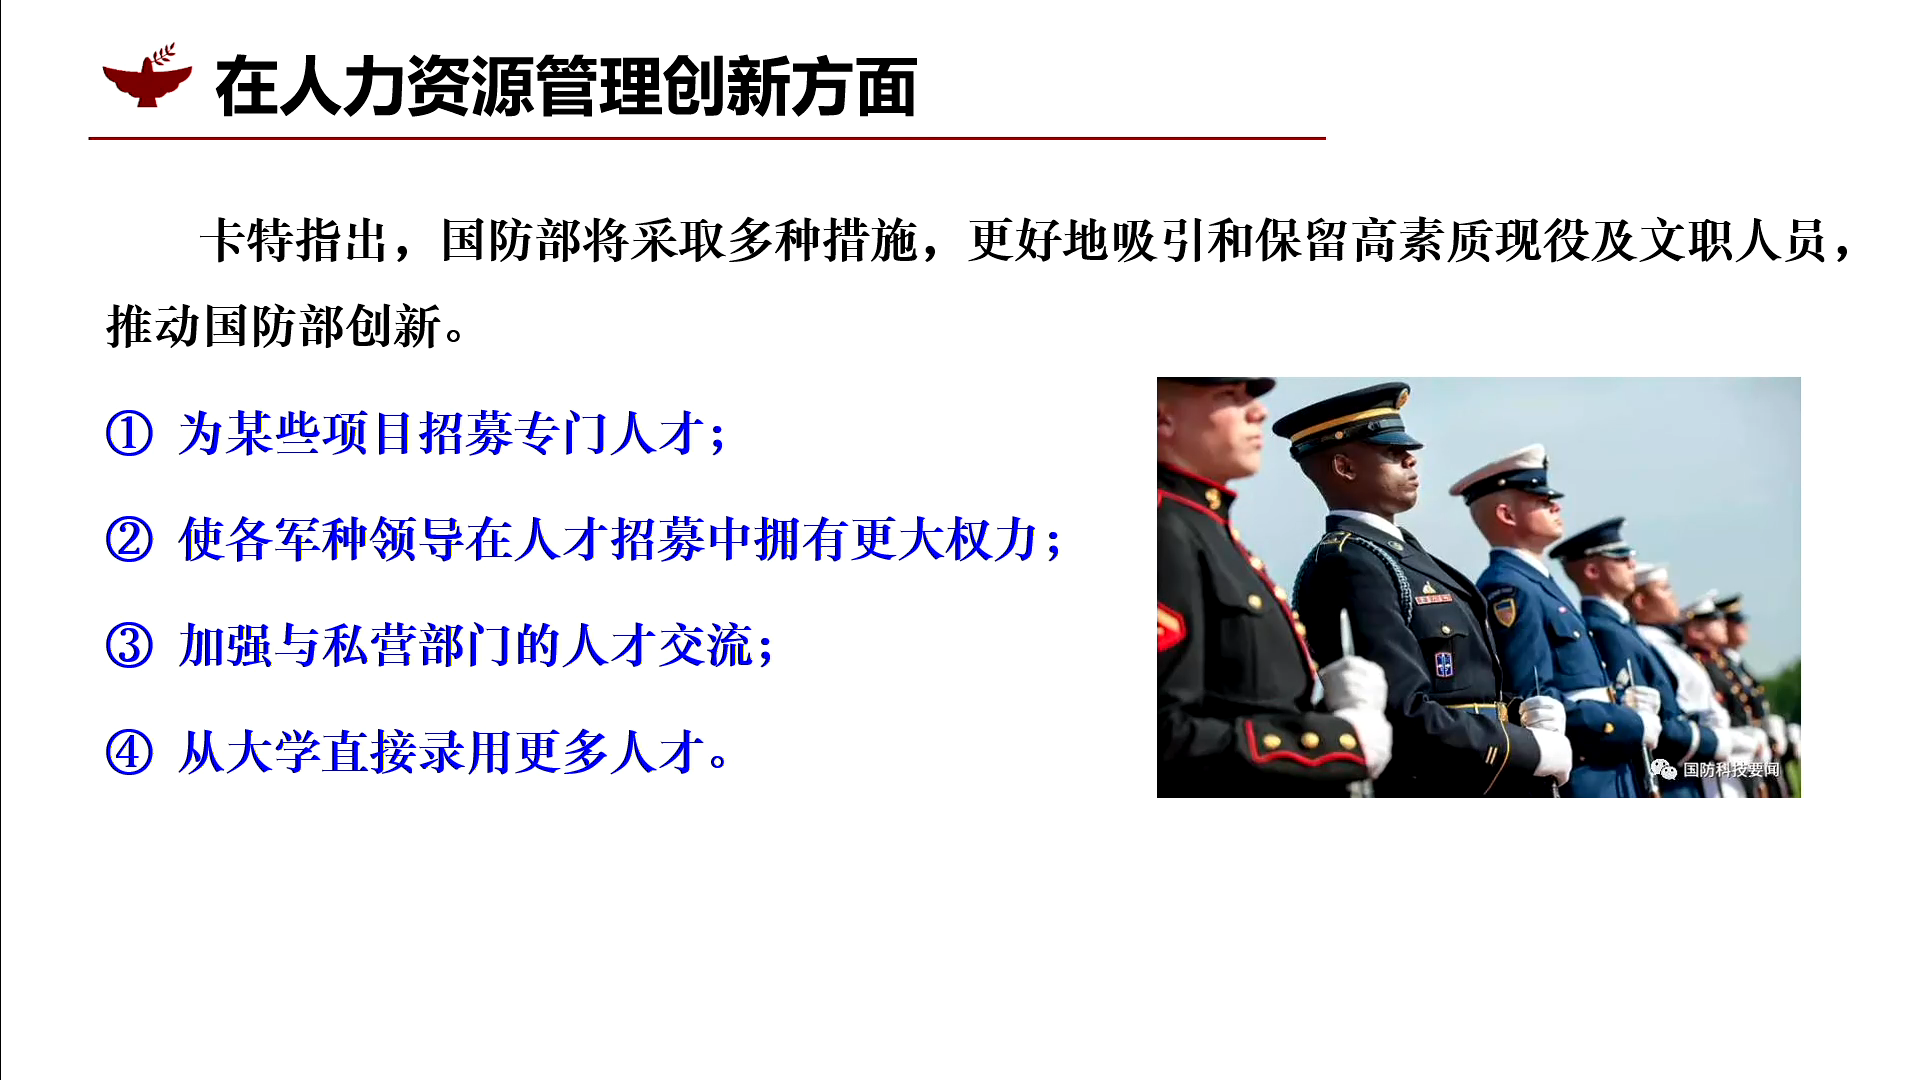 在人力资源管理创新方面
卡特指出，国防部将采取多种措施，更好地吸引和保留高素质现役及文职人员，
推动国防部创新。
① 为某些项目招募专门人才；
② 使各军种领导在人才招募中拥有更大权力；
③ 加强与私营部门的人才交流；
④ 从大学直接录用更多人才。
国防科技要闻